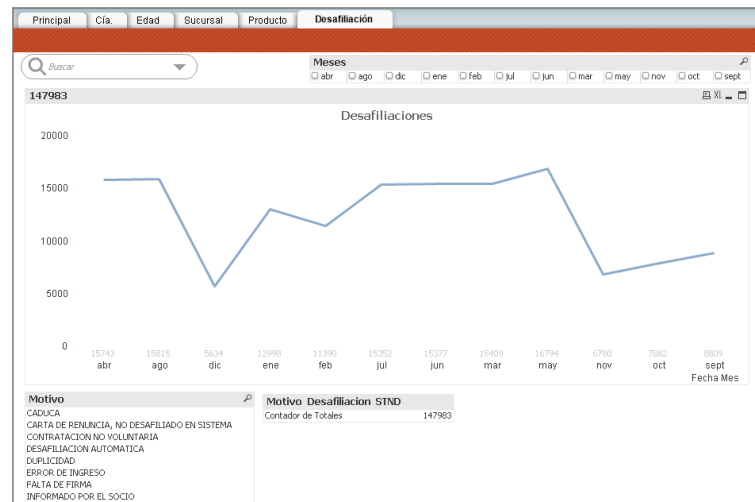 Principal Cía. Edad Sucursal Producto Desafiliación
Buscar
Meses
abr ago dic ene feb jul jun mar may nov oct sept
147983 XL
Desafiliaciones
20000
15000
10000
5000
0
15743 15815 5634 12998 11390 15352 15377 15409 16794 6780 7882 8809
abr ago dic ene feb jul jun mar may nov oct sept
Fecha Mes
Motivo
CADUCA
CARTA DE RENUNCIA, NO DESAFILIADO EN SISTEMA
CONTRATACION NO VOLUNTARIA
DESAFILIACION AUTOMATICA
DUPLICIDAD
ERROR DE INGRESO
FALTA DE FIRMA
INFORMADO POR EL SOCIO
Motivo Desafiliacion STND
Contador de Totales 147983